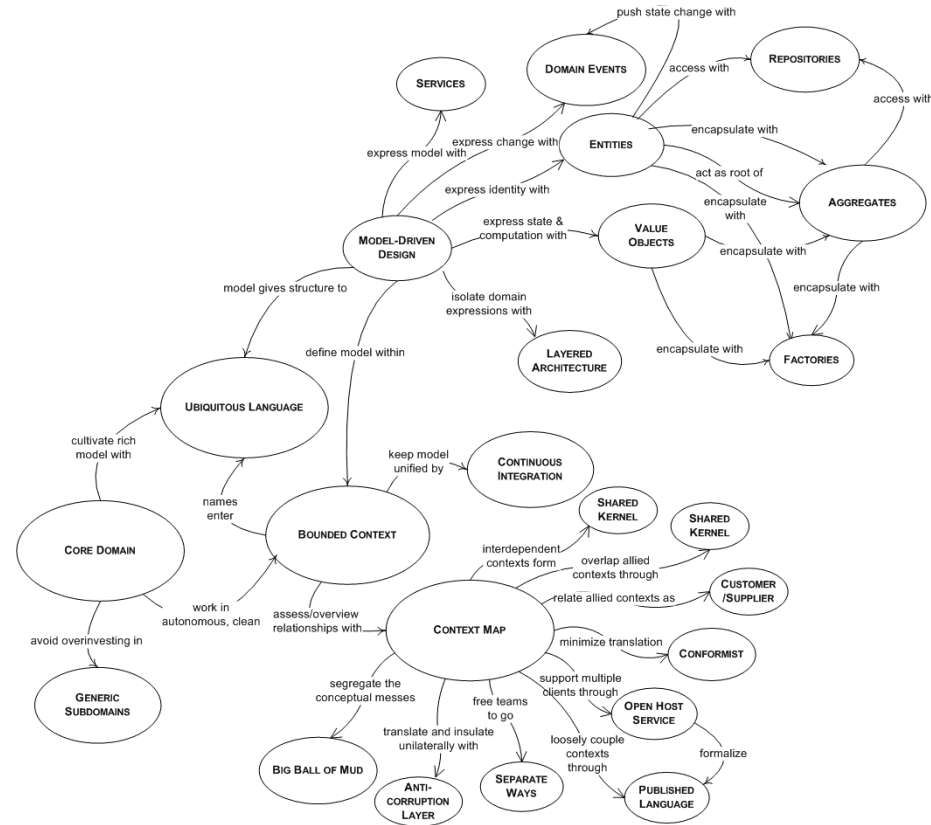 push state change with
DOMAIN EVENTS
REPOSITORIES
SERVICES
access with
access with
express change with
encapsulate with
ENTITIES
express model with
act as root of
express identity with
encapsulate
with
AGGREGATES
express state &
computation with
VALUE
OBJECTS
MODEL-DRIVEN
DESIGN
encapsulate with
model gives structure to
isolate domain
expressions with
encapsulate with
define model within
encapsulate with
LAYERED
ARCHITECTURE
FACTORIES
UBIQUITOUS LANGUAGE
cultivate rich
model with
keep model
unified by
CONTINUOUS
INTEGRATION
names
enter
SHARED
KERNEL
SHARED
KERNEL
BOUNDED CONTEXT
CORE DOMAIN
interdependent
contexts form
overlap allied
contexts through
CUSTOMER
/SUPPLIER
relate allied contexts as
work in
autonomous, clean
assess/overview
relationships with
CONTEXT MAP
minimize translation
avoid overinvesting in
CONFORMIST
segregate the
conceptual messes
support multiple
clients through
GENERIC
SUBDOMAINS
free teams
to go
OPEN HOST
SERVICE
translate and insulate
unilaterally with
loosely couple
contexts
through
formalize
BIG BALL OF MUD
ANTI-
CORRUPTION
LAYER
SEPARATE
WAYS
PUBLISHED
LANGUAGE